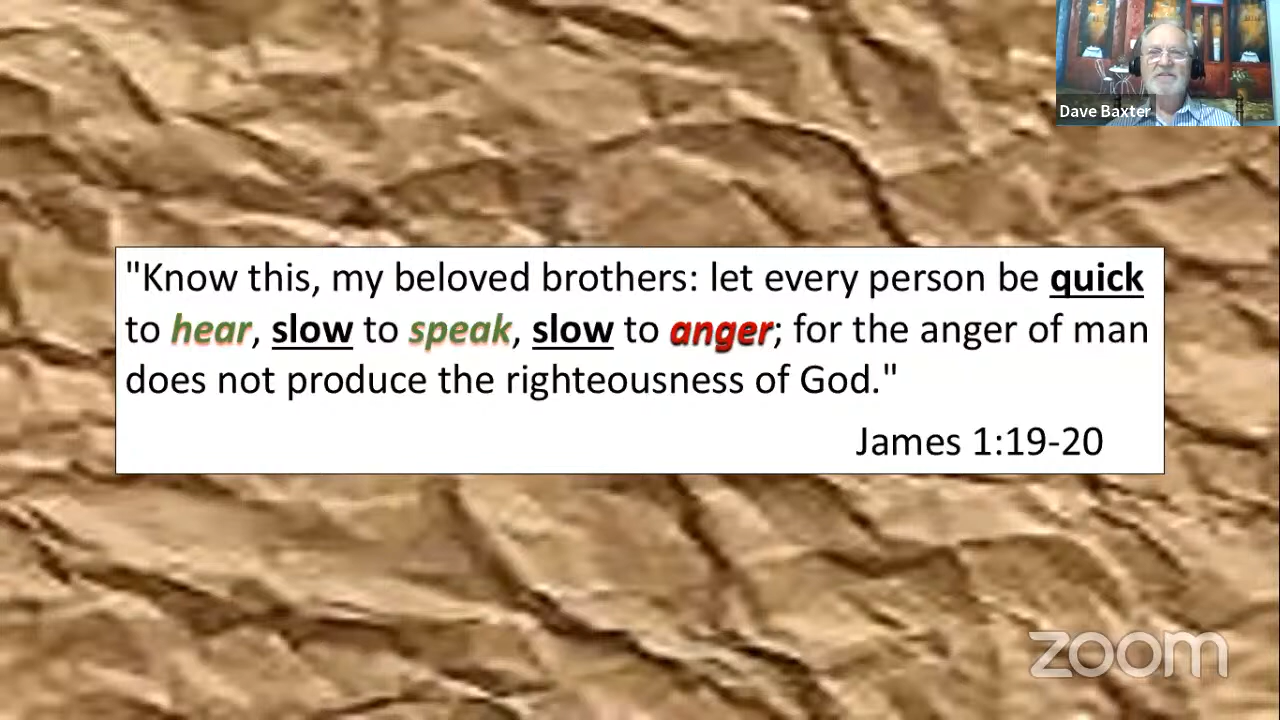 Dave Baxter
"Know this, my beloved brothers: let every person be quick
to hear, slow to speak, slow to anger; for the anger of man
does not produce the righteousness of God."
James 1:19-20
zoom